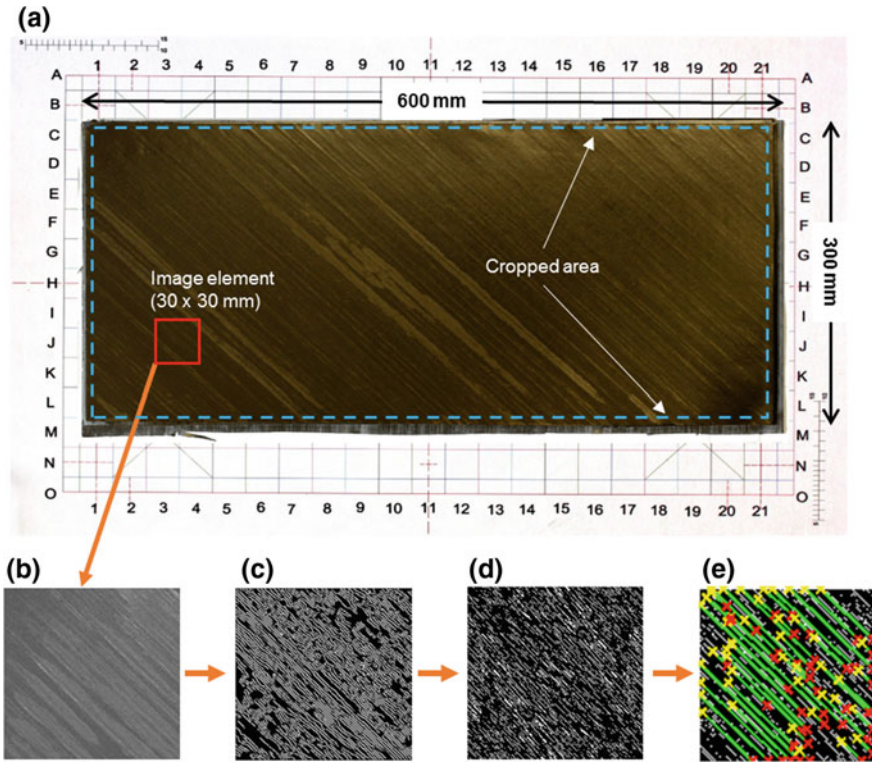 (a)
1 2 3 4 5 6 7 8 9 10 11 12 13 14 15 16 17 18 19 20 21
A A
B B
600 mm
C C
D D
E E
F F
G G
H H
I I
J J
K K
L L
M M
N N
O O
300 mm
Cropped area
Image element
(30 x 30 mm)
1 2 3 4 5 6 7 8 9 10 11 12 13 14 15 16 17 18 19 20 21
(b)
(c)
(d)
(e)